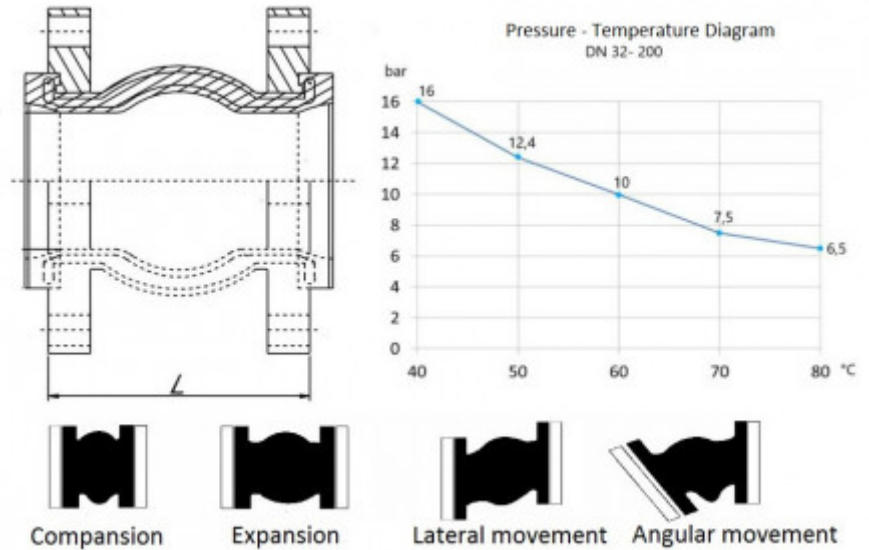 Pressure - Temperature Diagram
DN 32- 200
bar
16
14
12
10
8
6
4
2
0
16
12,4
10
7,5
6,5
40 50 60 70 80 °C
L
Compansion Expansion Lateral movement Angular movement